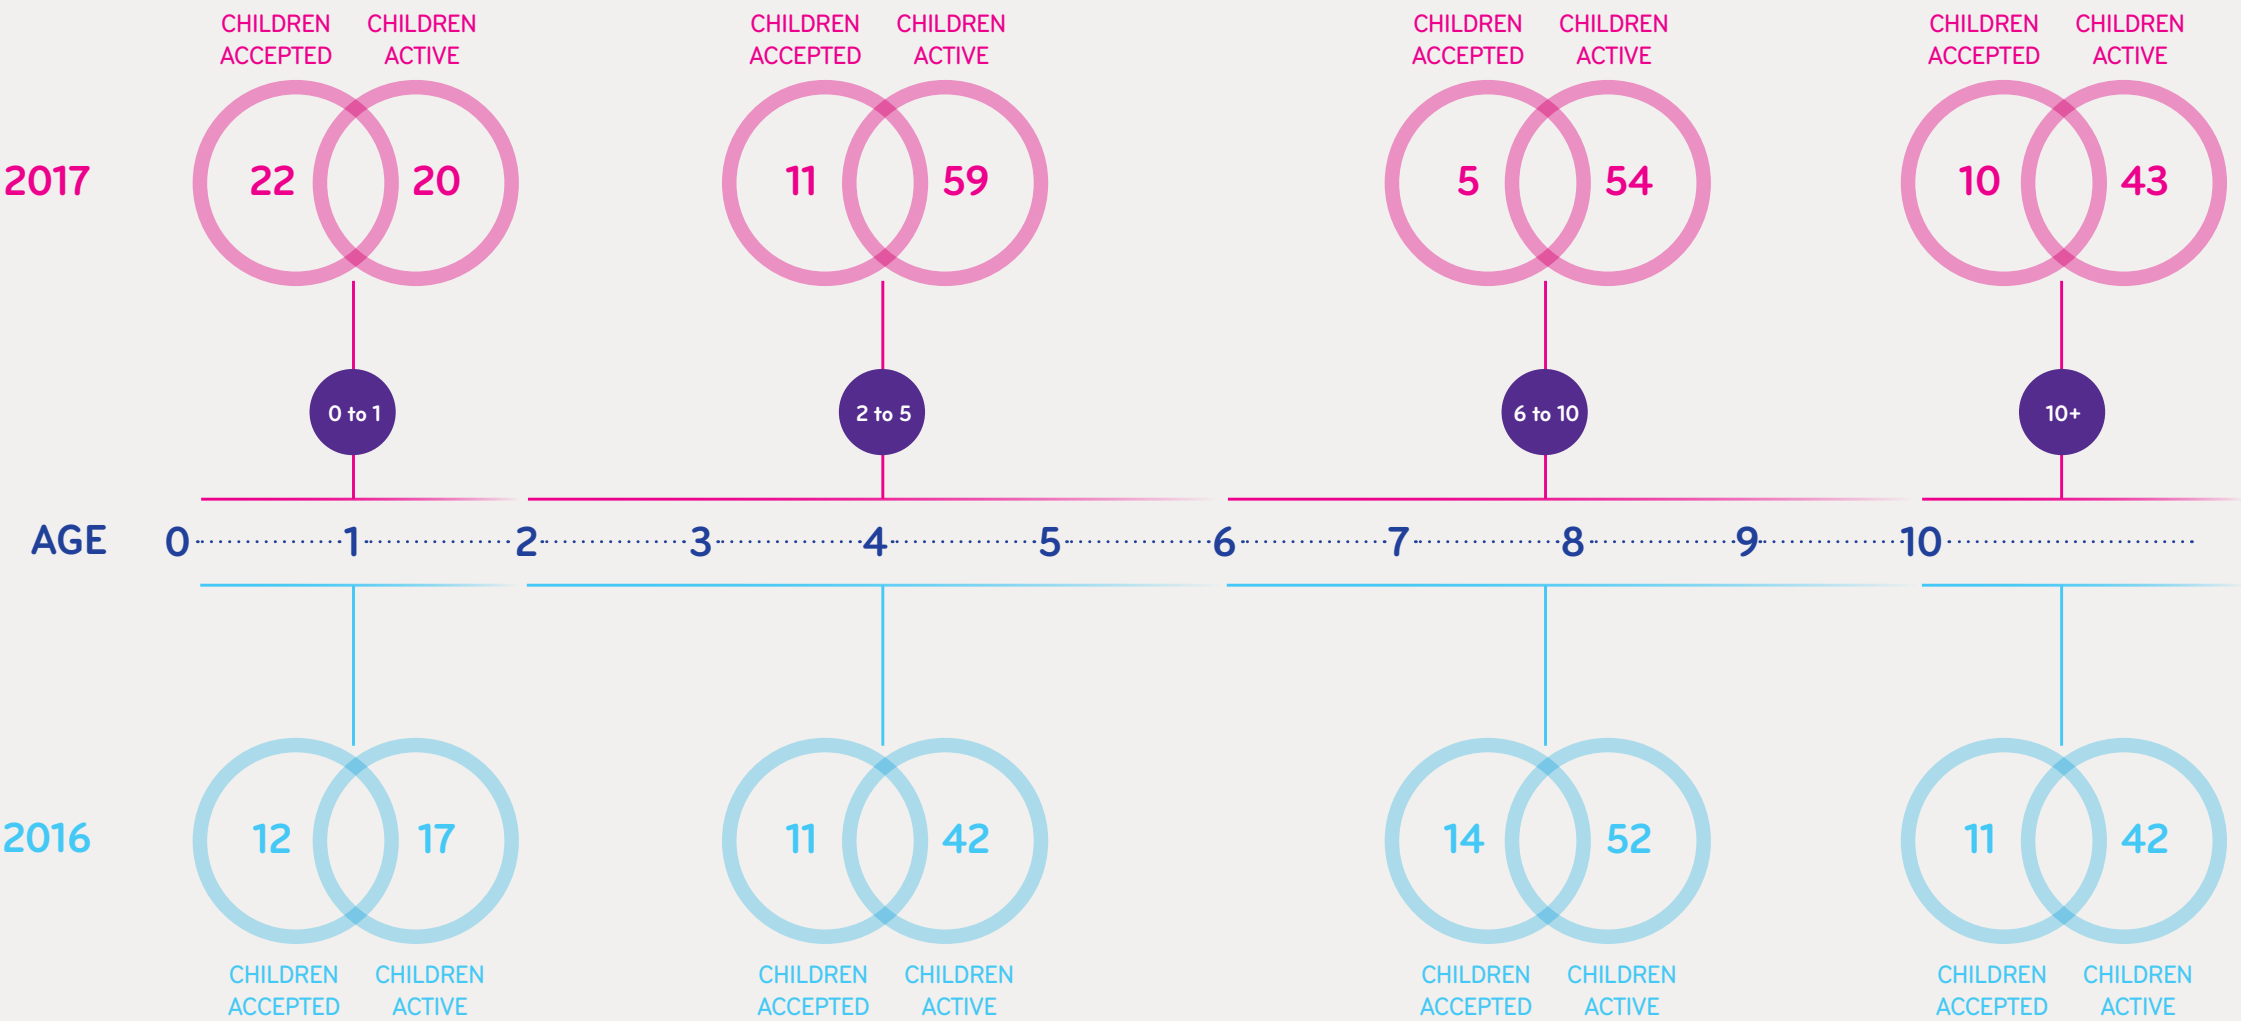 CHILDREN CHILDREN CHILDREN CHILDREN CHILDREN CHILDREN CHILDREN CHILDREN
ACCEPTED ACTIVE ACCEPTED ACTIVE ACCEPTED ACTIVE ACCEPTED ACTIVE
2017 22 20 11 59 5 54 10 43
0 to 1 2 to 5 6 to 10 10+
AGE 0 1 2 3 4 5 6 7 8 9 10
2016 12 17 11 42 14 52 11 42
CHILDREN CHILDREN CHILDREN CHILDREN CHILDREN CHILDREN CHILDREN CHILDREN
ACCEPTED ACTIVE ACCEPTED ACTIVE ACCEPTED ACTIVE ACCEPTED ACTIVE